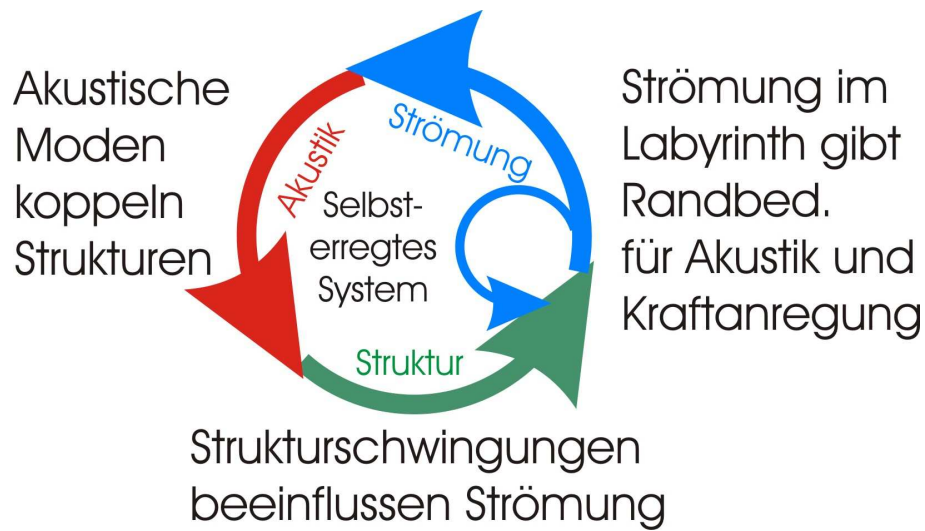 Akustische
Moden
koppeln
Strukturen
Akustik
Strömung
Selbst-
erregtes
System
Struktur
Strömung im
Labyrinth gibt
Randbed.
für Akustik und
Kraftanregung
Strukturschwingungen
beeinflussen Strömung